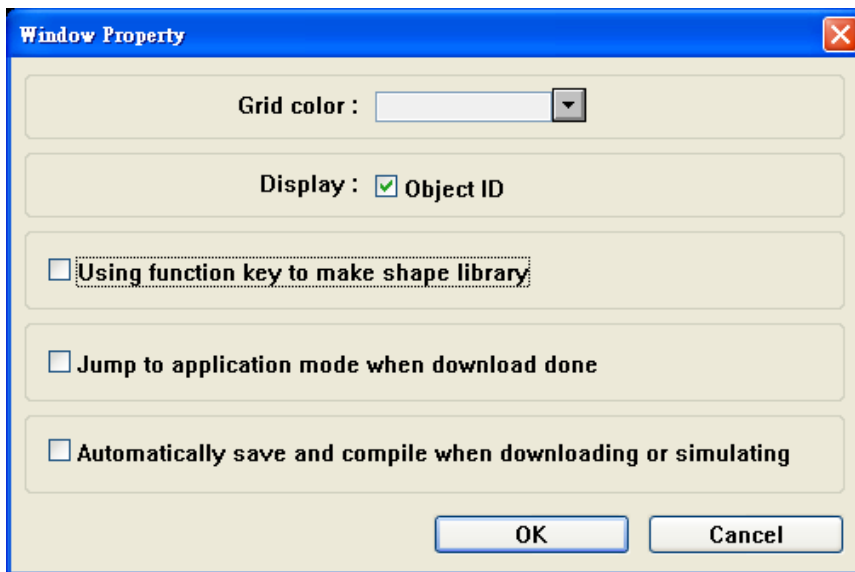 Window Property
Grid color :
Display : Object ID
Using function key to make shape library
Jump to application mode when download done
Automatically save and compile when downloading or simulating
OK Cancel